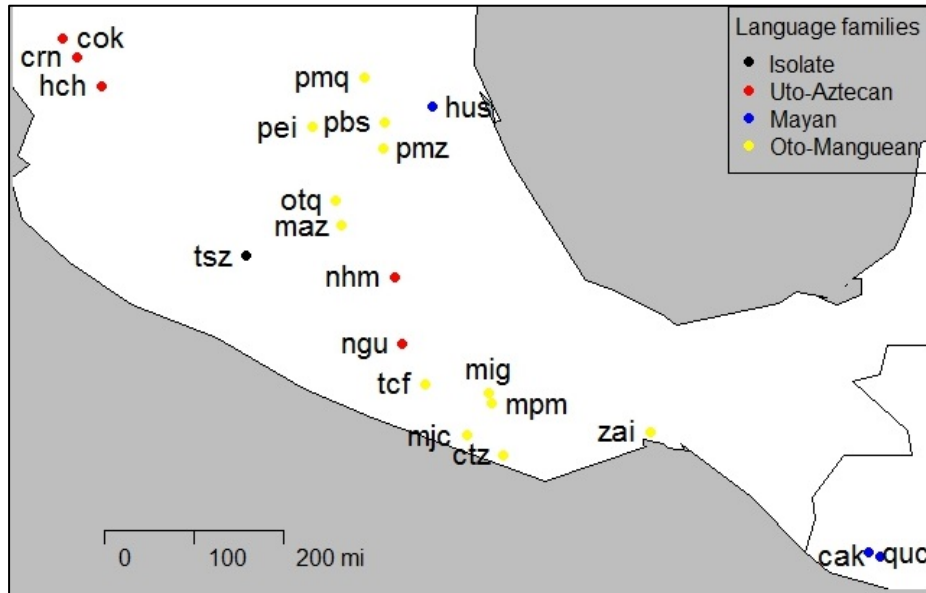 cok
crn
hch
pmq
hus
pei
pbs
pmz
otq
maz
tsz
nhm
ngu
tcf
mig
mpm
mjc
ctz
zai
cak
quc
Language families
Isolate
Uto-Aztecan
Mayan
Oto-Manguean
0 100 200 mi